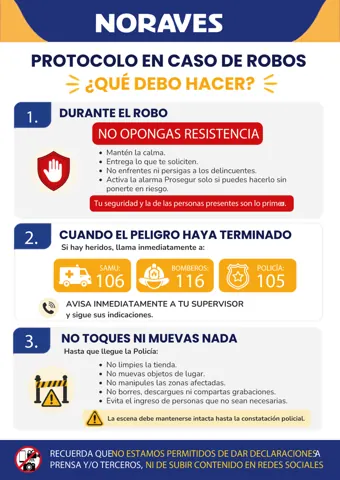 NORAVES
PROTOCOLO EN CASO DE ROBOS
¿QUÉ DEBO HACER?
1.
DURANTE EL ROBO
NO OPONGAS RESISTENCIA
• Mantén la calma.
• Entrega lo que te soliciten.
• No enfrentes ni persigas a los delincuentes.
• Activa la alarma Prosegur solo si puedes hacerlo sin
ponerte en riesgo.
Tu seguridad y la de las personas presentes son lo primero.
2.
CUANDO EL PELIGRO HAYA TERMINADO
Si hay heridos, llama inmediatamente a:
SAMU:
106
BOMBEROS:
116
POLICÍA:
105
AVISA INMEDIATAMENTE A TU SUPERVISOR
y sigue sus indicaciones.
3.
NO TOQUES NI MUEVAS NADA
Hasta que llegue la Policía:
• No limpies la tienda.
• No muevas objetos de lugar.
• No manipules las zonas afectadas.
• No borres, descargues ni compartas grabaciones.
• Evita el ingreso de personas que no sean necesarias.
La escena debe mantenerse intacta hasta la constatación policial.
RECUERDA QUE NO ESTAMOS PERMITIDOS DE DAR DECLARACIONES A
PRENSA Y/O TERCEROS, NI DE SUBIR CONTENIDO EN REDES SOCIALES